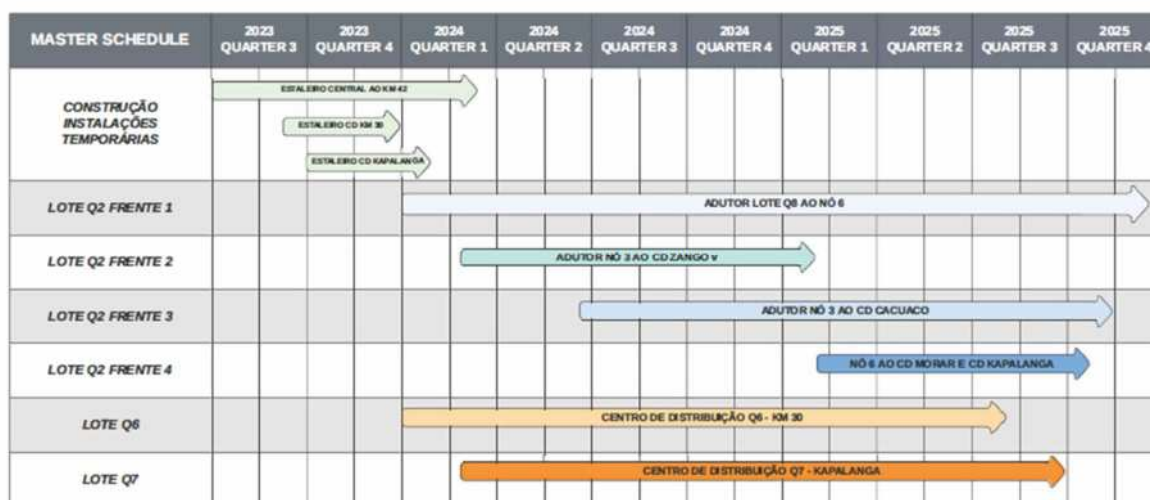 MASTER SCHEDULE
2023
QUARTER 3
2023
QUARTER 4
2024
QUARTER 1
2024
QUARTER 2
2024
QUARTER 3
2024
QUARTER 4
2025
QUARTER 1
2025
QUARTER 2
2025
QUARTER 3
2025
QUARTER 4
CONSTRUÇÃO
INSTALAÇÕES
TEMPORÁRIAS
ESTALEIRO CENTRAL AO KM 42
ESTALEIRO CD KM 30
ESTALEIRO CD KAPALANGA
LOTE Q2 FRENTE 1
ADUTOR LOTE Q8 AO NÓ 6
LOTE Q2 FRENTE 2
ADUTOR NÓ 3 AO CD ZANGO v
LOTE Q2 FRENTE 3
ADUTOR NÓ 3 AO CD CACUACO
LOTE Q2 FRENTE 4
NÓ 6 AO CD MORAR E CD KAPALANGA
LOTE Q6
CENTRO DE DISTRIBUIÇÃO Q6 - KM 30
LOTE Q7
CENTRO DE DISTRIBUIÇÃO Q7 - KAPALANGA